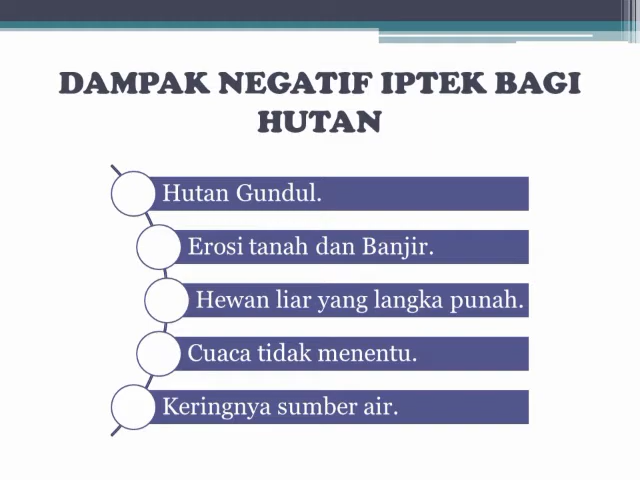 DAMPAK NEGATIF IPTEK BAGI
HUTAN
Hutan Gundul.
Erosi tanah dan Banjir.
Hewan liar yang langka punah.
Cuaca tidak menentu.
Keringnya sumber air.